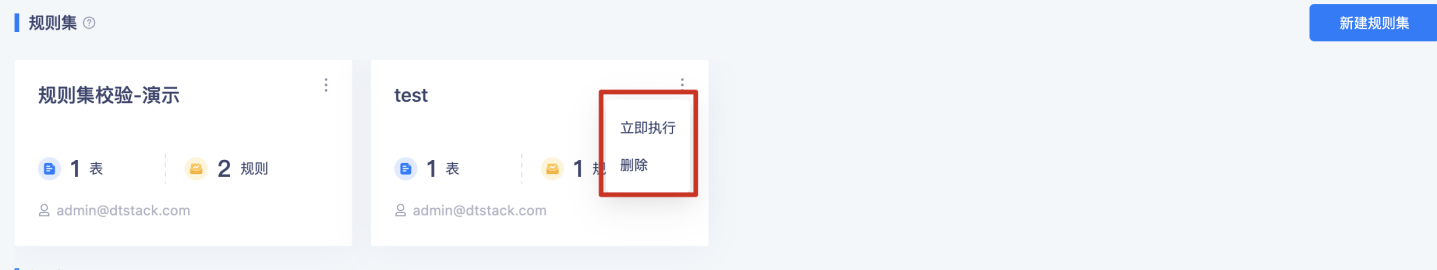 规则集
新建规则集
规则集校验-演示
1 表
2 规则
admin@dtstack.com
test
立即执行
删除
1 表
1 规
admin@dtstack.com